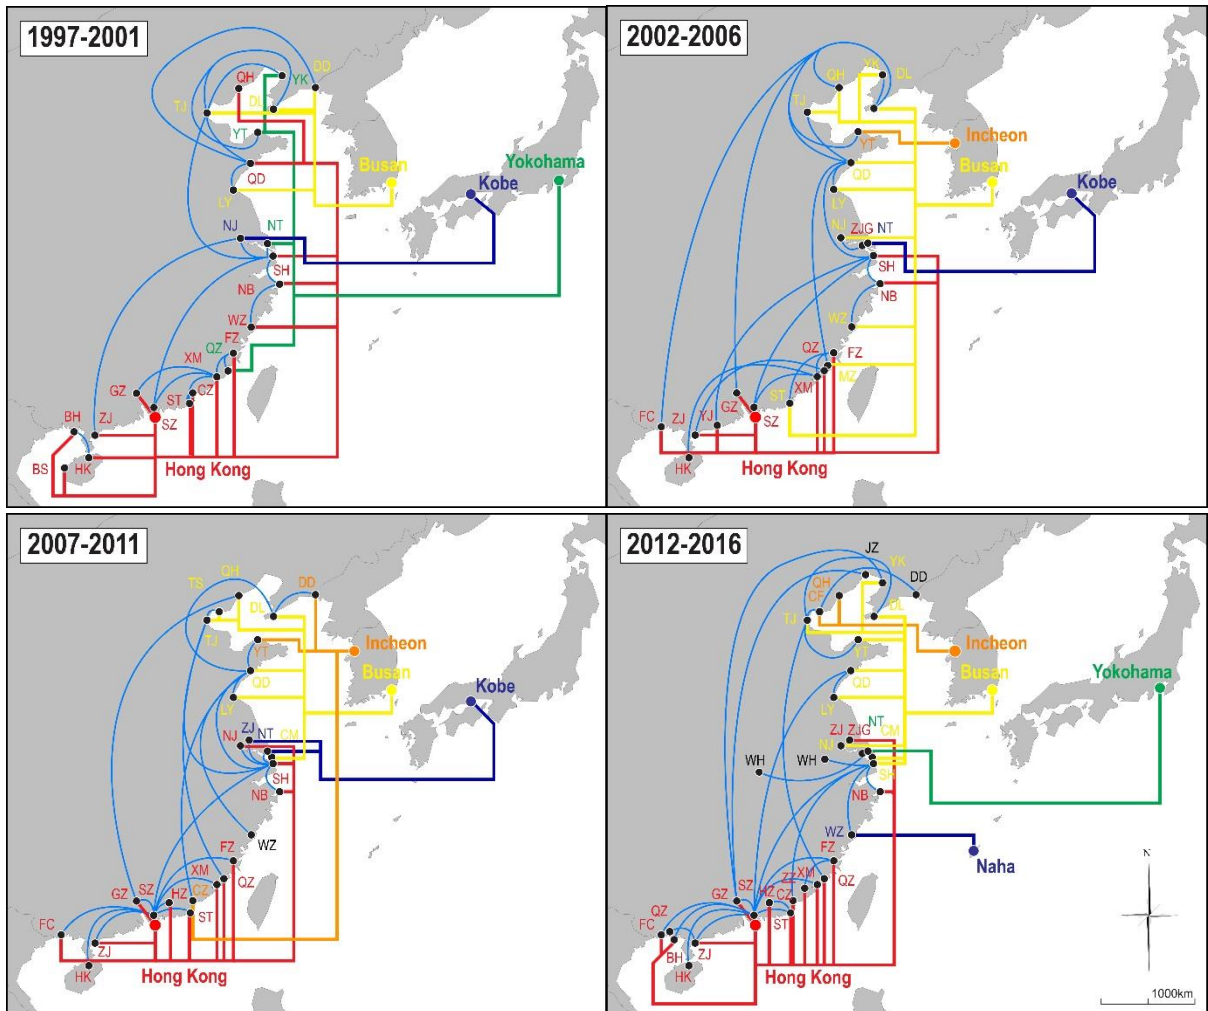 1997-2001
QH
YK
DD
TJ
DL
YT
Busan
Yokohama
QD
Kobe
LY
NJ
NT
SH
NB
WZ
FZ
QZ
XM
GZ
CZ
ST
BH
ZJ
SZ
BS
HK
Hong Kong
2002-2006
YK
QH
DL
TJ
YT
Incheon
Busan
QD
Kobe
LY
NJ
ZJG
NT
SH
NB
WZ
QZ
FZ
MZ
XM
ST
GZ
FC
ZJ
YJ
SZ
HK
Hong Kong
2007-2011
TS
QH
DD
DL
TJ
YT
Incheon
Busan
QD
Kobe
LY
ZJ
NT
CM
NJ
SH
NB
WZ
FZ
XM
QZ
GZ
SZ
HZ
CZ
ST
FC
ZJ
HK
Hong Kong
2012-2016
JZ
YK
DD
QH
CF
DL
TJ
YT
Incheon
Busan
Yokohama
QD
LY
NT
ZJ
ZJG
CM
NJ
WH
WH
SH
NB
WZ
Naha
FZ
XM
ZZ
QZ
GZ
SZ
HZ
CZ
ST
QZ
FC
BH
ZJ
HK
Hong Kong
N
1000km